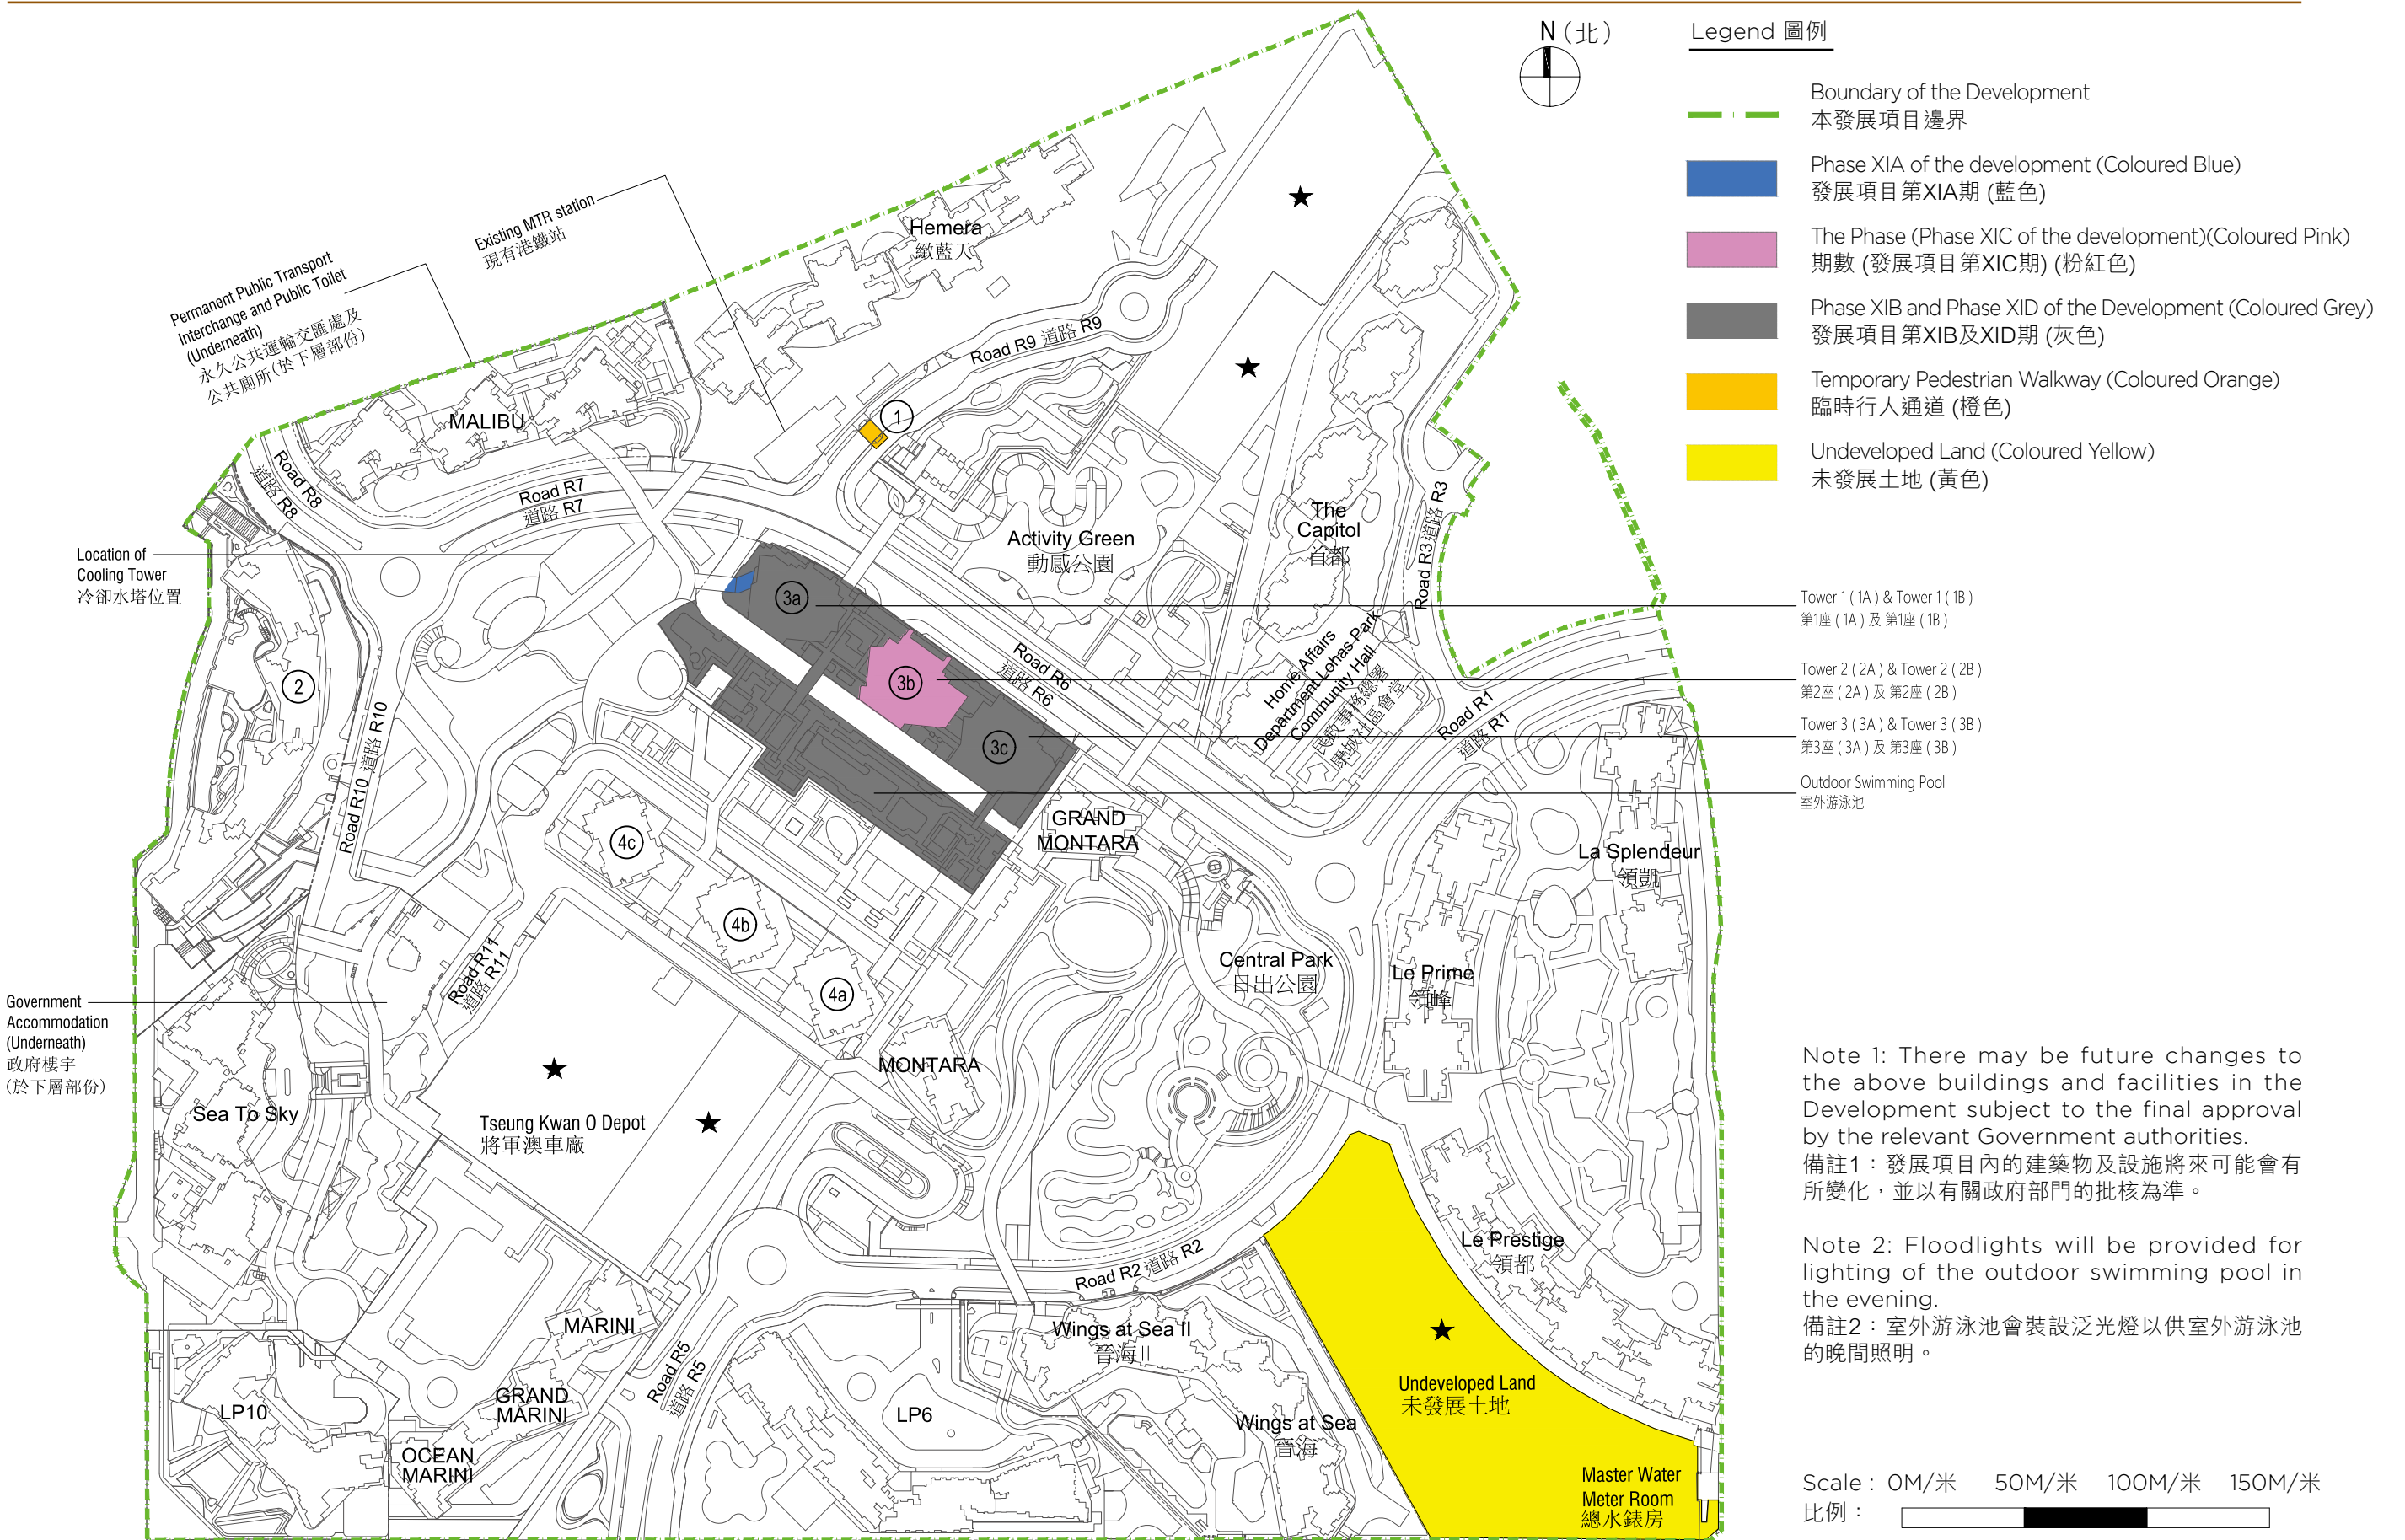 N(北)
Legend 圖例
Boundary of the Development
本發展項目邊界
Phase XIA of the development (Coloured Blue)
發展項目第XIA期 (藍色)
The Phase (Phase XIC of the development)(Coloured Pink)
期數 (發展項目第XIC期) (粉紅色)
Phase XIB and Phase XID of the Development (Coloured Grey)
發展項目第XIB及XID期 (灰色)
Temporary Pedestrian Walkway (Coloured Orange)
臨時行人通道 (橙色)
Undeveloped Land (Coloured Yellow)
未發展土地 (黃色)
Existing MTR station
現有港鐵站
Permanent Public Transport
Interchange and Public Toilet
(Underneath)
永久公共運輸交匯處及
公共廁所(於下層部份)
Hemera
緻藍天
Road R9 道路 R9
MALIBU
1
Road R8
道路 R8
Road R7
道路 R7
Location of
Cooling Tower
冷卻水塔位置
Activity Green
動感公園
The
Capitol
首都
Road R3 道路 R3
3a
3b
3c
2
Road R6
道路 R6
Home Affairs
Department Lohas Park
Community Hall
民政事務總署
康城社區會堂
Road R1
道路 R1
Tower 1 ( 1A ) & Tower 1 ( 1B )
第1座 ( 1A ) 及 第1座 ( 1B )
Tower 2 ( 2A ) & Tower 2 ( 2B )
第2座 ( 2A ) 及 第2座 ( 2B )
Tower 3 ( 3A ) & Tower 3 ( 3B )
第3座 ( 3A ) 及 第3座 ( 3B )
Outdoor Swimming Pool
室外游泳池
Road R10 道路 R10
GRAND
MONTARA
4c
4b
4a
La Splendeur
領凱
Central Park
日出公園
Le Prime
領峰
Road R11
道路 R11
Government
Accommodation
(Underneath)
政府樓宇
(於下層部份)
MONTARA
Sea To Sky
Tseung Kwan O Depot
將軍澳車廠
Le Prestige
領都
Road R2 道路 R2
MARINI
Wings at Sea II
晉海II
Road R5
道路 R5
GRAND
MARINI
LP10
LP6
Undeveloped Land
未發展土地
Wings at Sea
晉海
OCEAN
MARINI
Master Water
Meter Room
總水錶房
Note 1: There may be future changes to
the above buildings and facilities in the
Development subject to the final approval
by the relevant Government authorities.
備註1：發展項目內的建築物及設施將來可能會有
所變化，並以有關政府部門的批核為準。
Note 2: Floodlights will be provided for
lighting of the outdoor swimming pool in
the evening.
備註2：室外游泳池會裝設泛光燈以供室外游泳池
的晚間照明。
Scale : 0M/米 50M/米 100M/米 150M/米
比例：